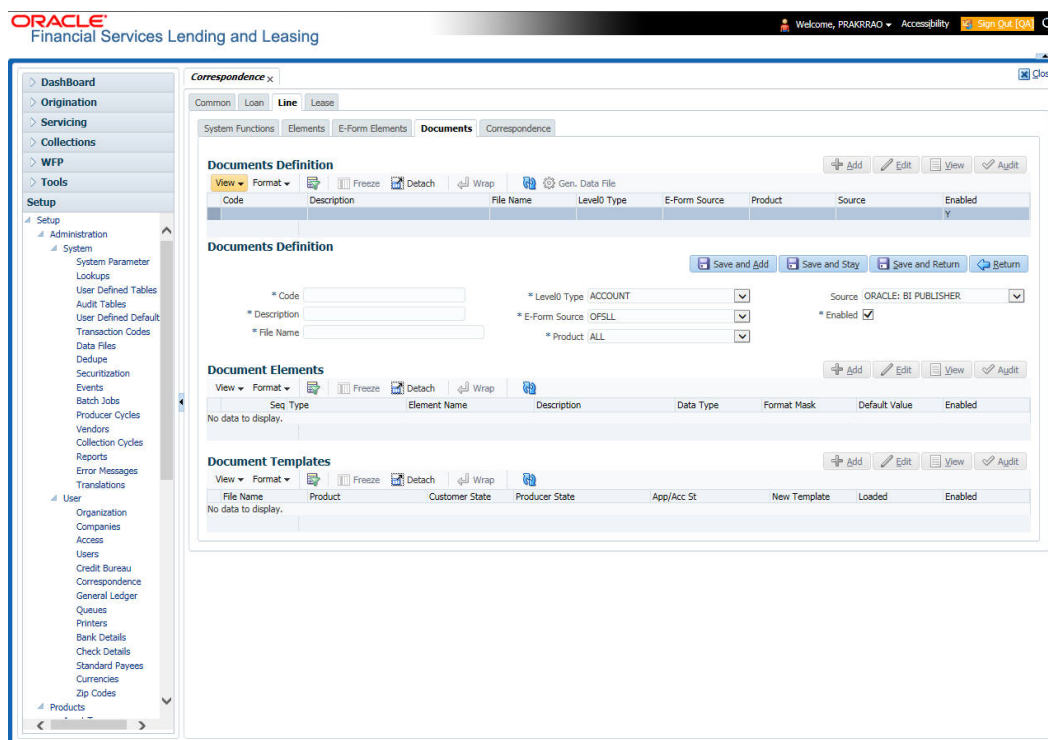 ORACLE®
Welcome, PRAKRRAO Accessibility Sign Out [QA]
Financial Services Lending and Leasing
DashBoard
Origination
Servicing
Collections
WFP
Tools
Setup
Setup
Administration
System
System Parameter
Lookups
User Defined Tables
Audit Tables
User Defined Default
Transaction Codes
Data Files
Dedupe
Securitization
Events
Batch Jobs
Producer Cycles
Vendors
Collection Cycles
Reports
Error Messages
Translations
User
Organization
Companies
Access
Users
Credit Bureau
Correspondence
General Ledger
Queues
Printers
Bank Details
Check Details
Standard Payees
Currencies
Zip Codes
Products
Correspondence x
Clos
Common Loan Line Lease
System Functions Elements E-Form Elements Documents Correspondence
Documents Definition
Add Edit View Audit
View Format Freeze Detach Wrap Gen. Data File
Code Description File Name Level0 Type E-Form Source Product Source Enabled
Y
Documents Definition
Save and Add Save and Stay Save and Return Return
* Code * Level0 Type ACCOUNT Source ORACLE: BI PUBLISHER
* Description * E-Form Source OFSLL * Enabled
* File Name * Product ALL
Document Elements
Add Edit View Audit
View Format Freeze Detach Wrap
Seq Type Element Name Description Data Type Format Mask Default Value Enabled
No data to display.
Document Templates
Add Edit View Audit
View Format Freeze Detach Wrap
File Name Product Customer State Producer State App/Acc St New Template Loaded Enabled
No data to display.